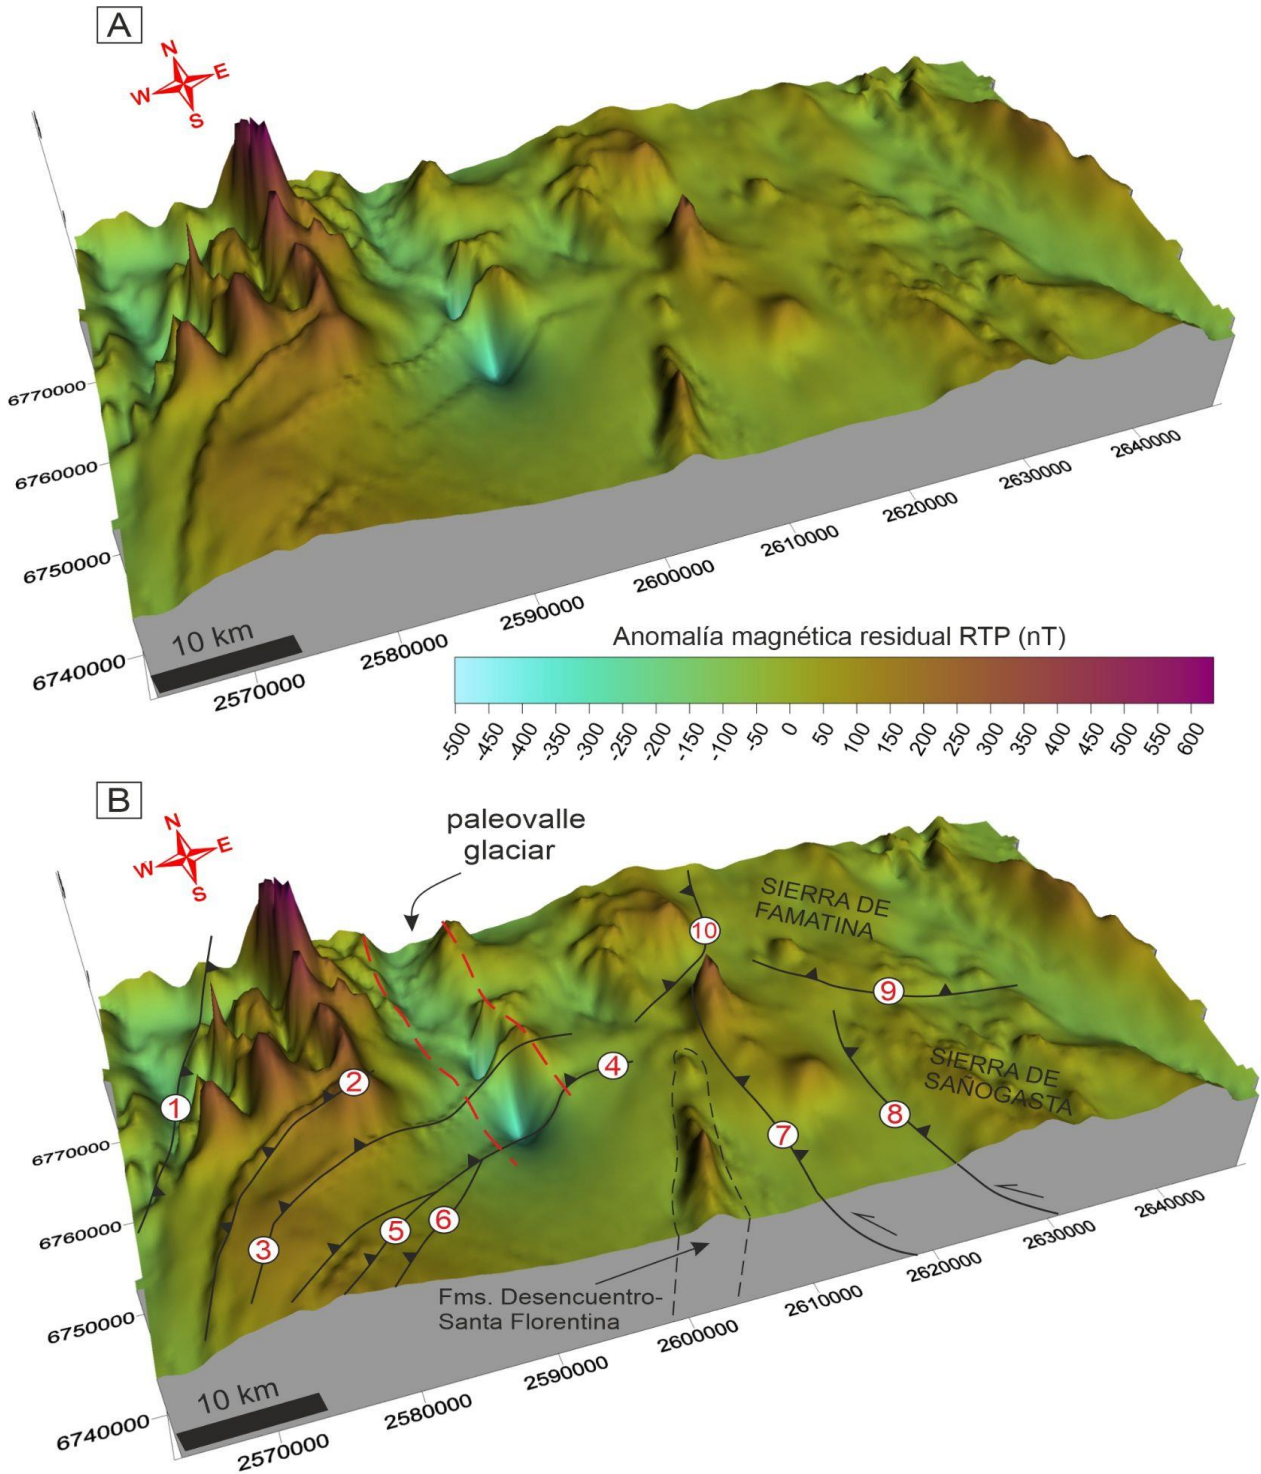 A
N
W E
S
6770000
6760000
6750000
6740000
10 km
2570000
2580000
2590000
2600000
2610000
2620000
2630000
2640000
Anomalía magnética residual RTP (nT)
-500 -450 -400 -350 -300 -250 -200 -150 -100 -50 0 50 100 150 200 250 300 350 400 450 500 550 600
B
N
W E
S
paleovalle
glaciar
SIERRA DE
FAMATINA
SIERRA DE
SAÑOGASTA
10
9
4
2
1
8
7
6
5
3
Fms. Desencuentro-
Santa Florentina
6770000
6760000
6750000
6740000
10 km
2570000
2580000
2590000
2600000
2610000
2620000
2630000
2640000